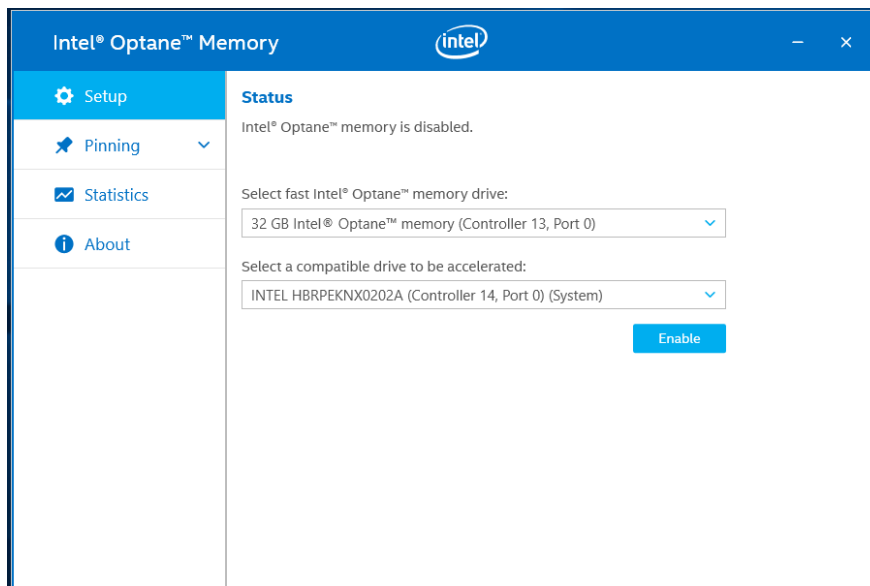 Intel® Optane™ Memory
intel
Setup
Pinning
Statistics
About
Status
Intel® Optane™ memory is disabled.
Select fast Intel® Optane™ memory drive:
32 GB Intel® Optane™ memory (Controller 13, Port 0)
Select a compatible drive to be accelerated:
INTEL HBRPEKNX0202A (Controller 14, Port 0) (System)
Enable